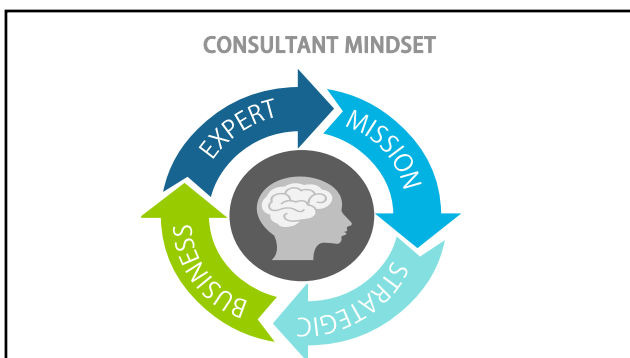 CONSULTANT MINDSET
EXPERT
MISSION
STRATEGIC
BUSINESS